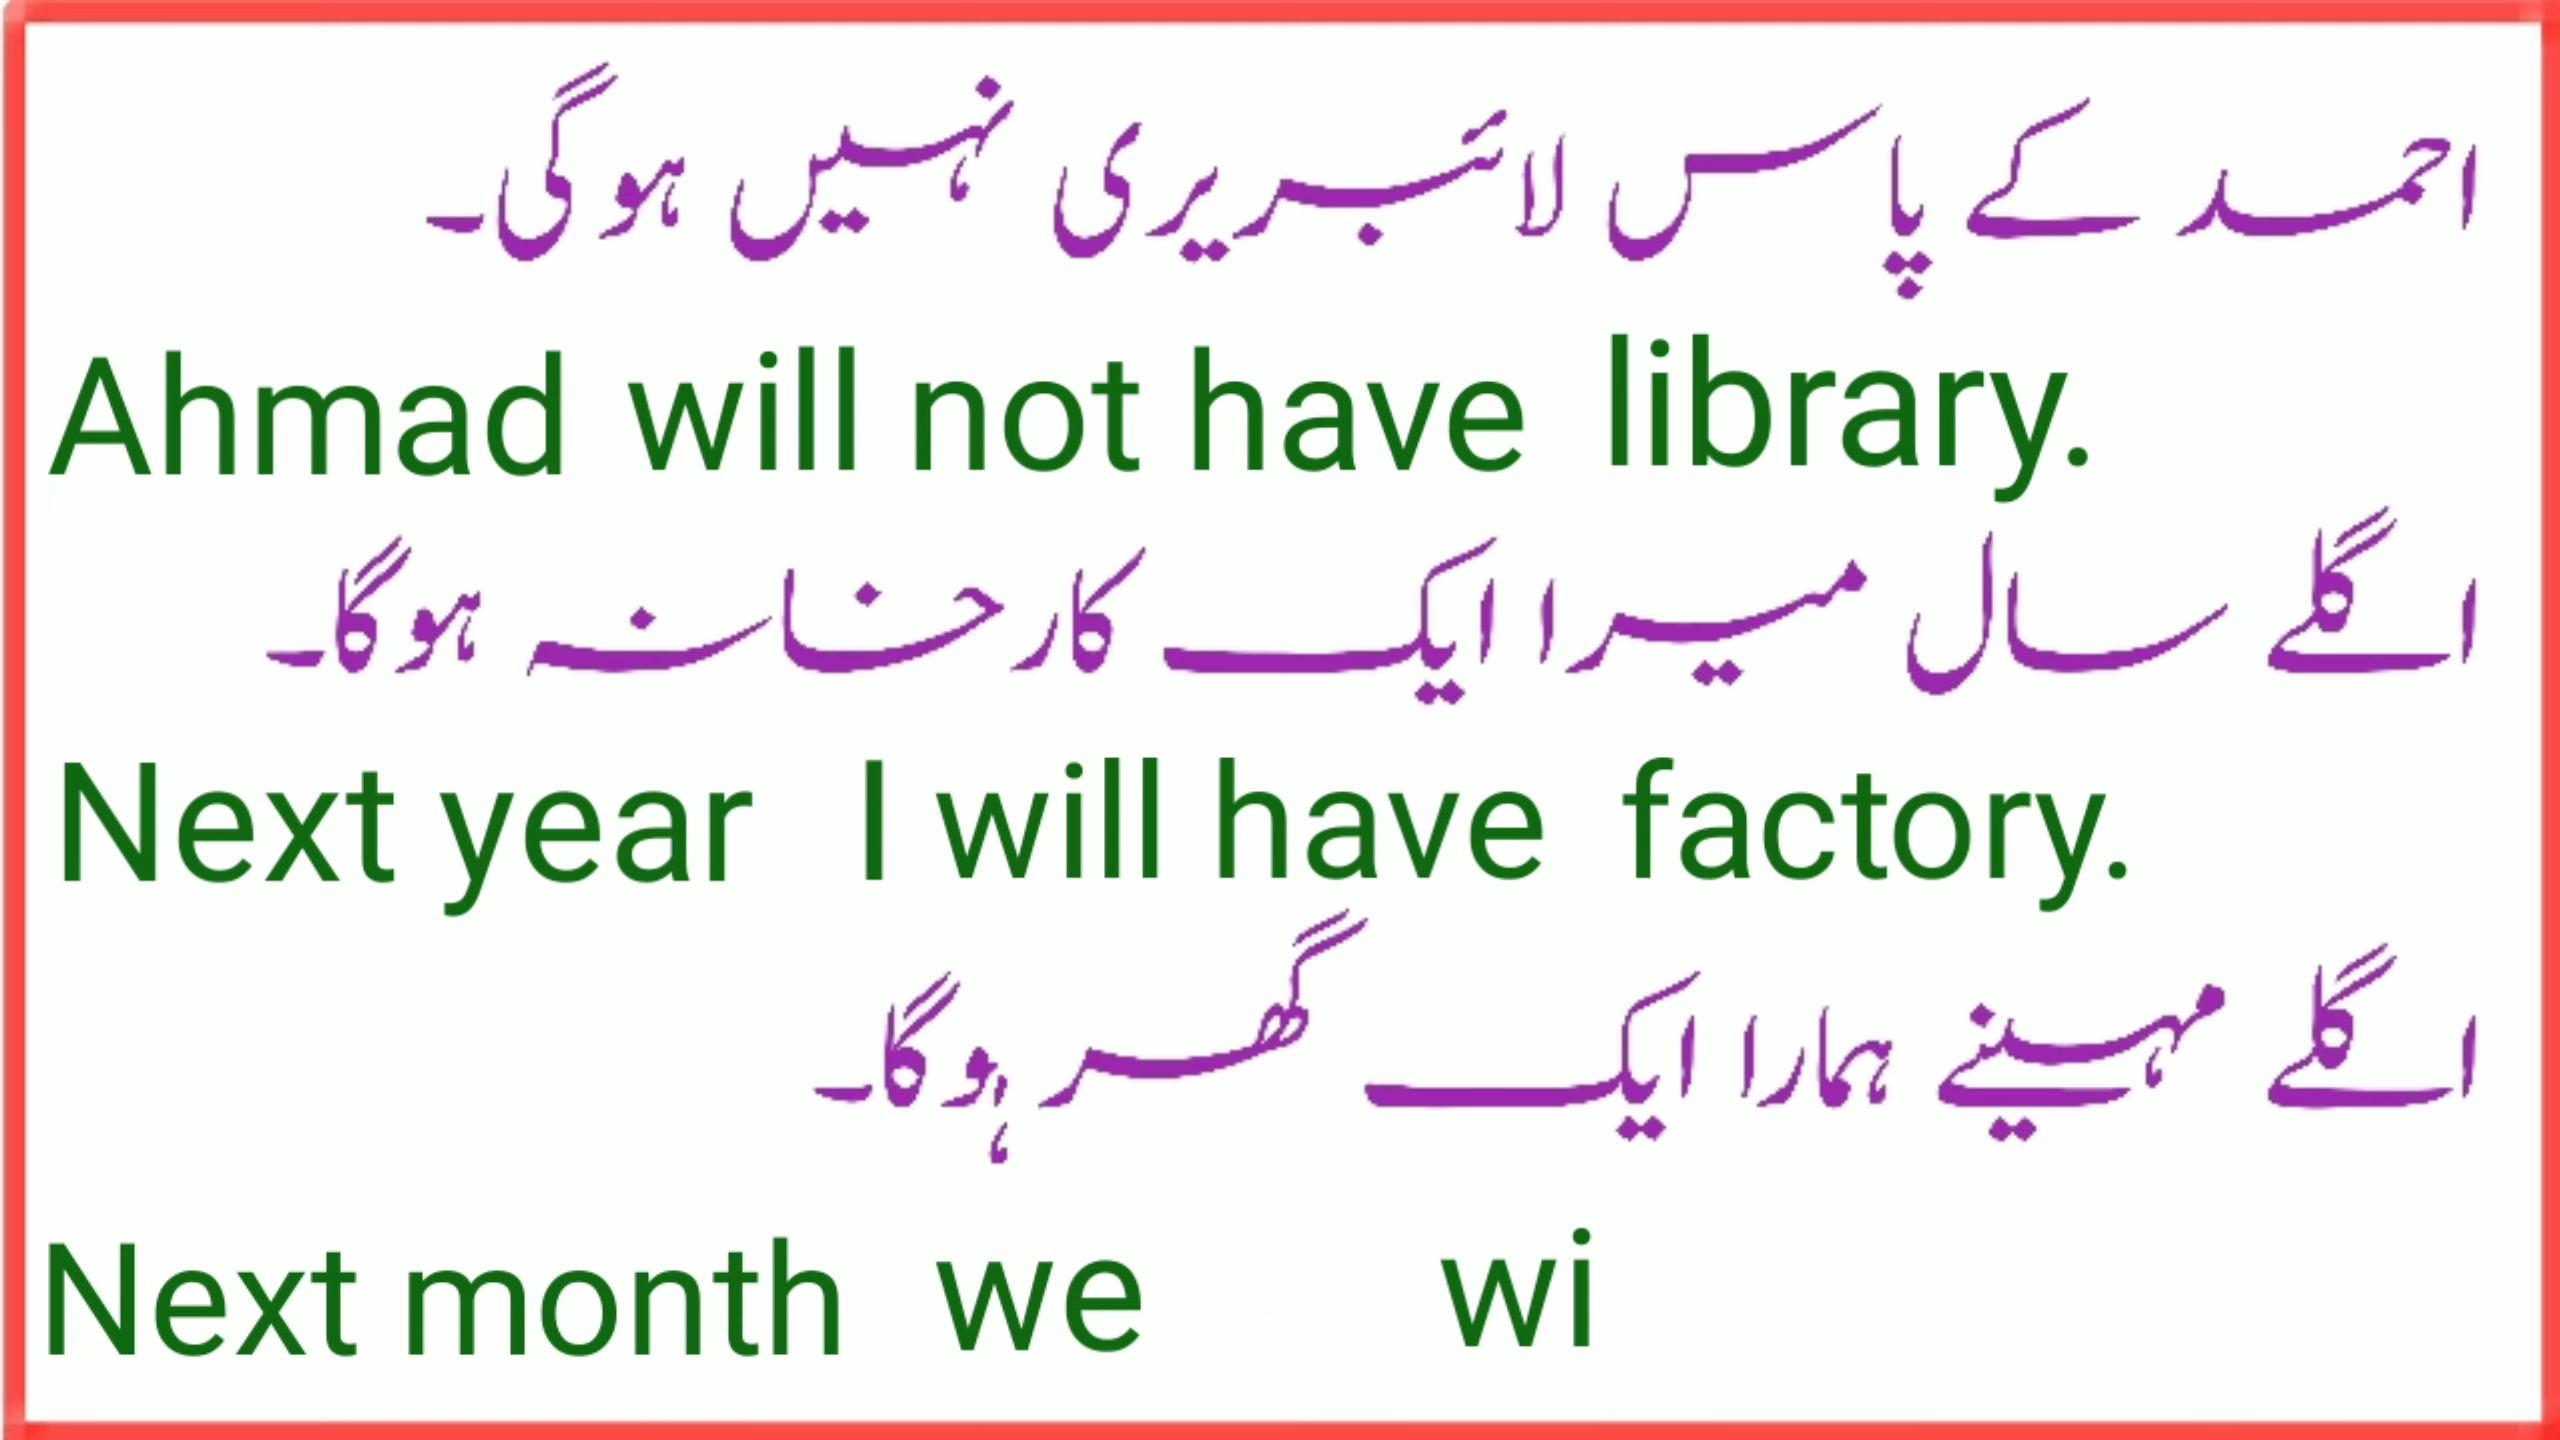 احمد کے پاس لائبریری نہیں ہوگی۔
Ahmad will not have library.
اگلے سال میرا ایک کارخانہ ہوگا۔
Next year I will have factory.
اگلے مہینے ہمارا ایک گھر ہوگا۔
Next month we wi